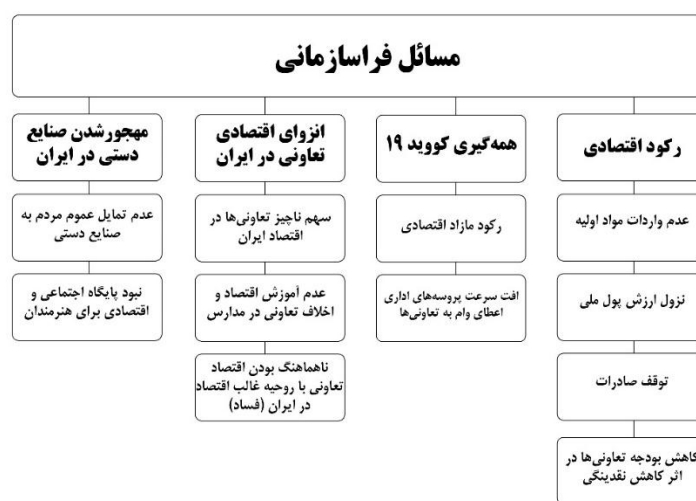 مسائل فراسازمانی
رکود اقتصادی
عدم واردات مواد اولیه
نزول ارزش پول ملی
توقف صادرات
کاهش بودجه تعاونی‌ها در
اثر کاهش نقدینگی
همه‌گیری کووید ۱۹
رکود مازاد اقتصادی
افت سرعت پروسه‌های اداری
اعطای وام به تعاونی‌ها
انزوای اقتصادی
تعاونی در ایران
سهم ناچیز تعاونی‌ها در
اقتصاد ایران
عدم آموزش اقتصاد و
اخلاف تعاونی در مدارس
ناهماهنگ بودن اقتصاد
تعاونی با روحیه غالب اقتصاد
در ایران (فساد)
مهجورشدن صنایع
دستی در ایران
عدم تمایل عموم مردم به
صنایع دستی
نبود پایگاه اجتماعی و
اقتصادی برای هنرمندان